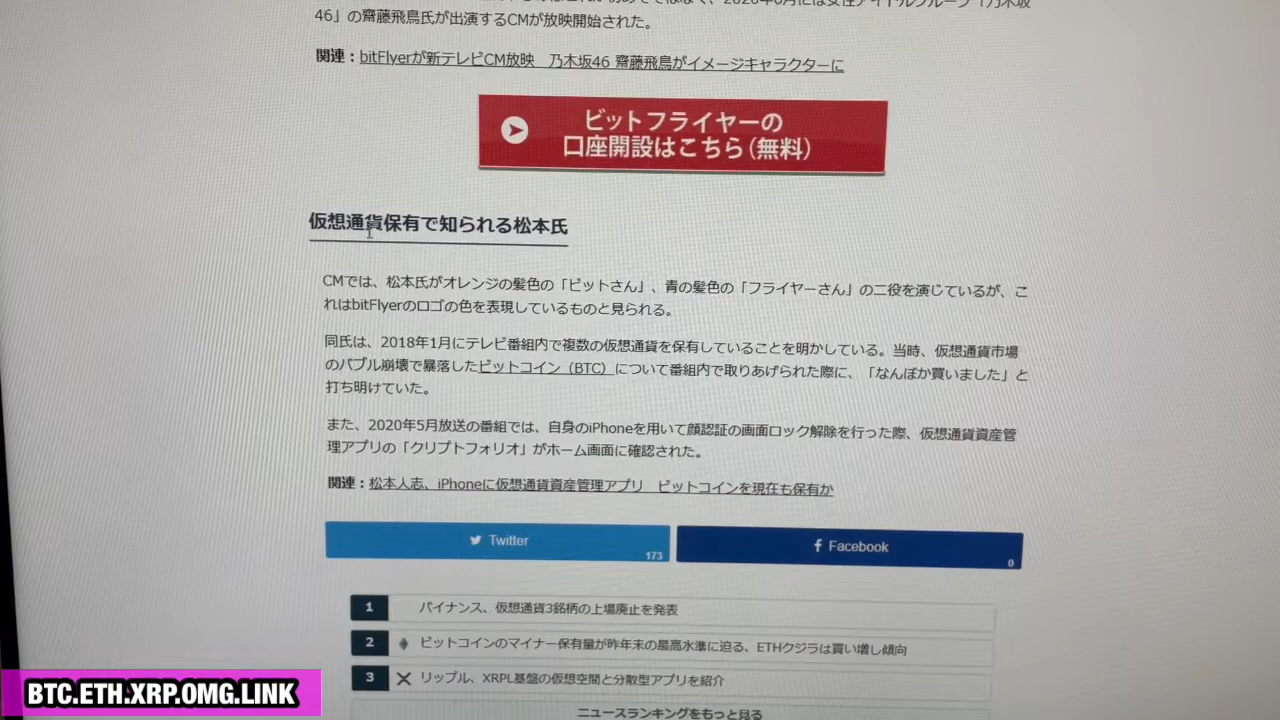 46」の齋藤飛鳥氏が出演するCMが放映開始された。
関連：bitFlyerが新テレビCM放映　乃木坂46 齋藤飛鳥がイメージキャラクターに
ビットフライヤーの
口座開設はこちら（無料）
仮想通貨保有で知られる松本氏
CMでは、松本氏がオレンジの髪色の「ビットさん」、青の髪色の「フライヤーさん」の二役を演じているが、こ
れはbitFlyerのロゴの色を表現しているものと見られる。
同氏は、2018年1月にテレビ番組内で複数の仮想通貨を保有していることを明かしている。当時、仮想通貨市場
のバブル崩壊で暴落したビットコイン（BTC）について番組内で取りあげられた際に、「なんぼか買いました」と
打ち明けていた。
また、2020年5月放送の番組では、自身のiPhoneを用いて顔認証の画面ロック解除を行った際、仮想通貨資産管
理アプリの「クリプトフォリオ」がホーム画面に確認された。
関連：松本人志、iPhoneに仮想通貨資産管理アプリ　ビットコインを現在も保有か
Twitter 173
Facebook 0
1 バイナンス、仮想通貨3銘柄の上場廃止を発表
2 ビットコインのマイナー保有量が昨年末の最高水準に迫る、ETHクジラは買い増し傾向
3 リップル、XRPL基盤の仮想空間と分散型アプリを紹介
ニュースランキングをもっと見る
BTC.ETH.XRP.OMG.LINK